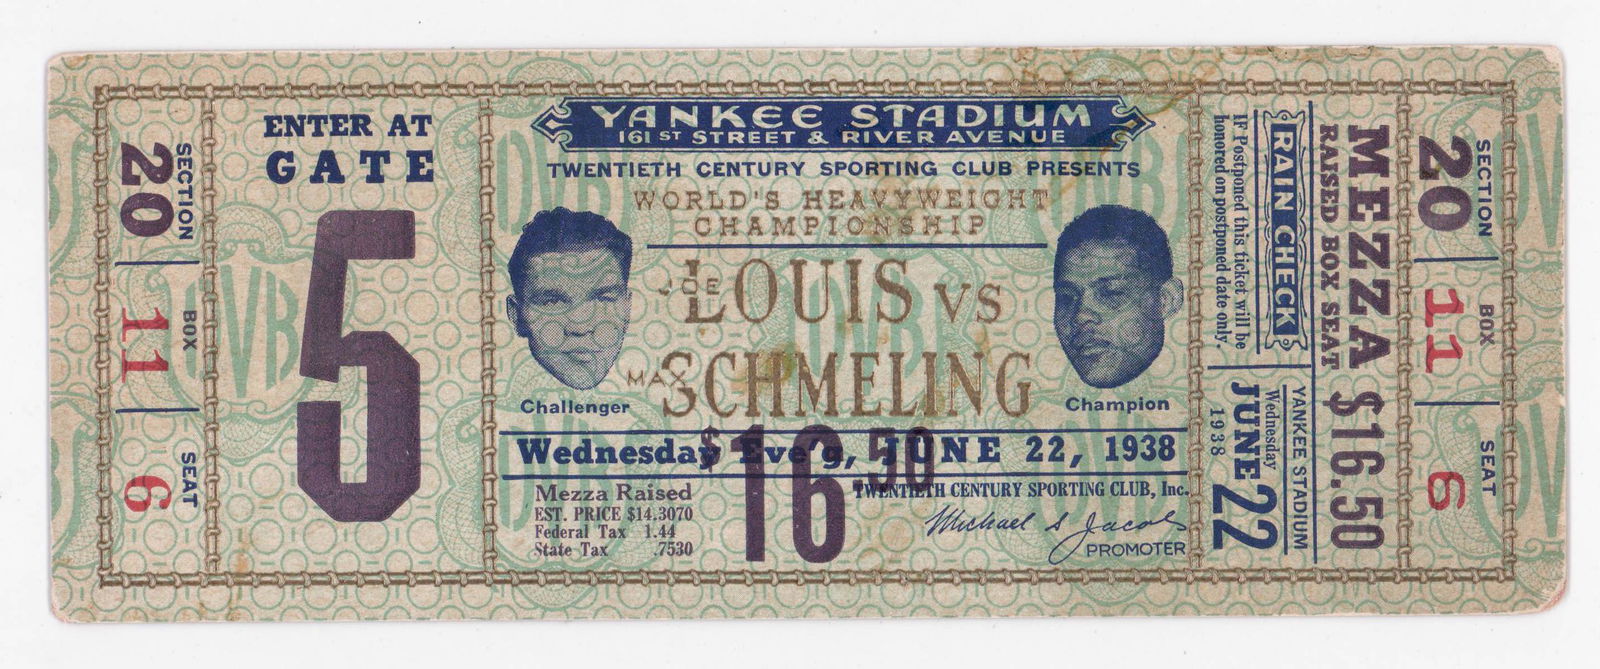 SECTION
20
BOX
11
SEAT
6
ENTER AT
GATE
5
YANKEE STADIUM
161ST STREET & RIVER AVENUE
TWENTIETH CENTURY SPORTING CLUB PRESENTS
WORLD'S HEAVYWEIGHT
CHAMPIONSHIP
JOE LOUIS VS
MAX SCHMELING
Challenger
Champion
Wednesday Eve'g, JUNE 22, 1938
$16.50
Mezza Raised
EST. PRICE $14.3070
Federal Tax 1.44
State Tax .7530
TWENTIETH CENTURY SPORTING CLUB, Inc.
Michael S Jacobs
PROMOTER
RAIN CHECK
IF Postponed this ticket will be
honored on postponed date only.
YANKEE STADIUM
Wednesday
JUNE 22
1938
MEZZA $16.50
RAISED BOX SEAT
SECTION
20
BOX
11
SEAT
6
DVB
DVB
DVB